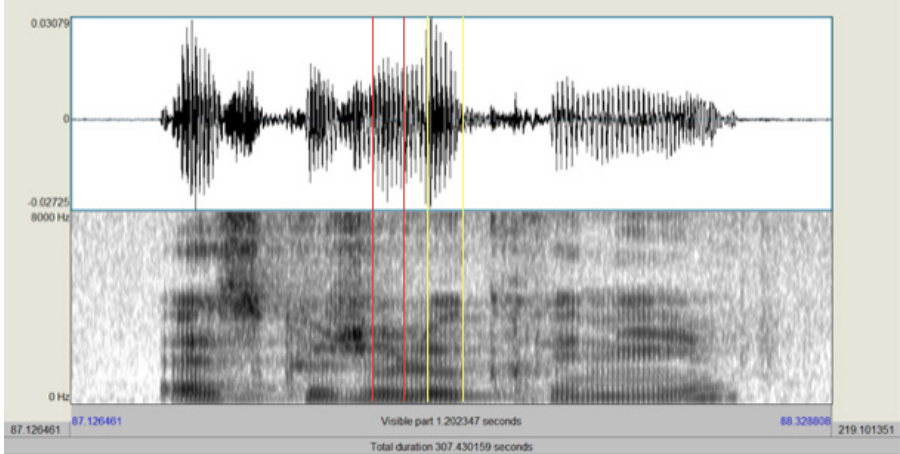 0.03079
0
-0.02725
8000 Hz
0 Hz
87.126461 Visible part 1.202347 seconds 88.328808
87.126461 219.101351
Total duration 307.430159 seconds